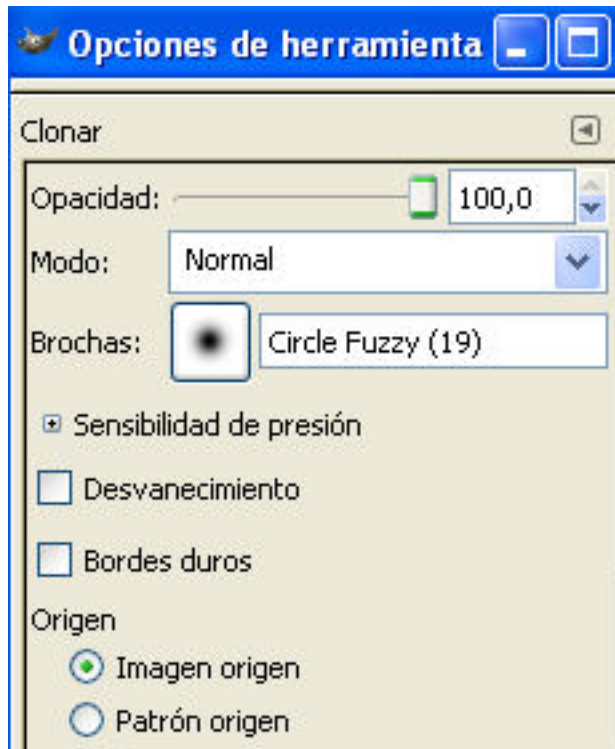 Opciones de herramienta
Clonar
Opacidad: 100,0
Modo: Normal
Brochas: Circle Fuzzy (19)
Sensibilidad de presión
Desvanecimiento
Bordes duros
Origen
Imagen origen
Patrón origen